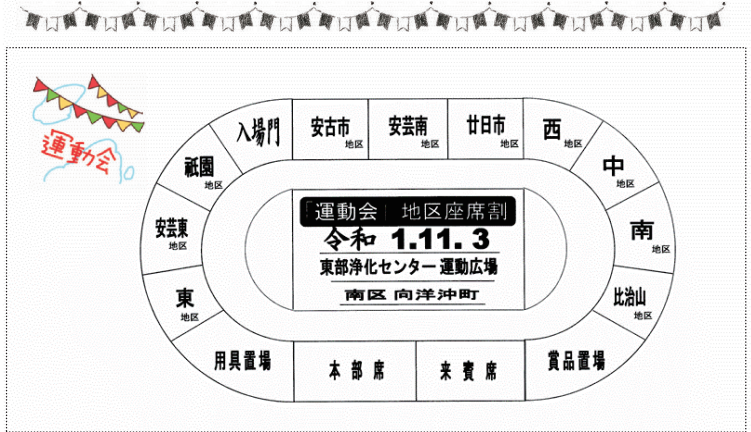 運動会
入場門
安古市地区
安芸南地区
廿日市地区
西地区
中地区
南地区
比治山地区
賞品置場
来賓席
本部席
用具置場
東地区
安芸東地区
祇園地区
「運動会」 地区座席割
令和 1.11.3
東部浄化センター 運動広場
南区 向洋沖町